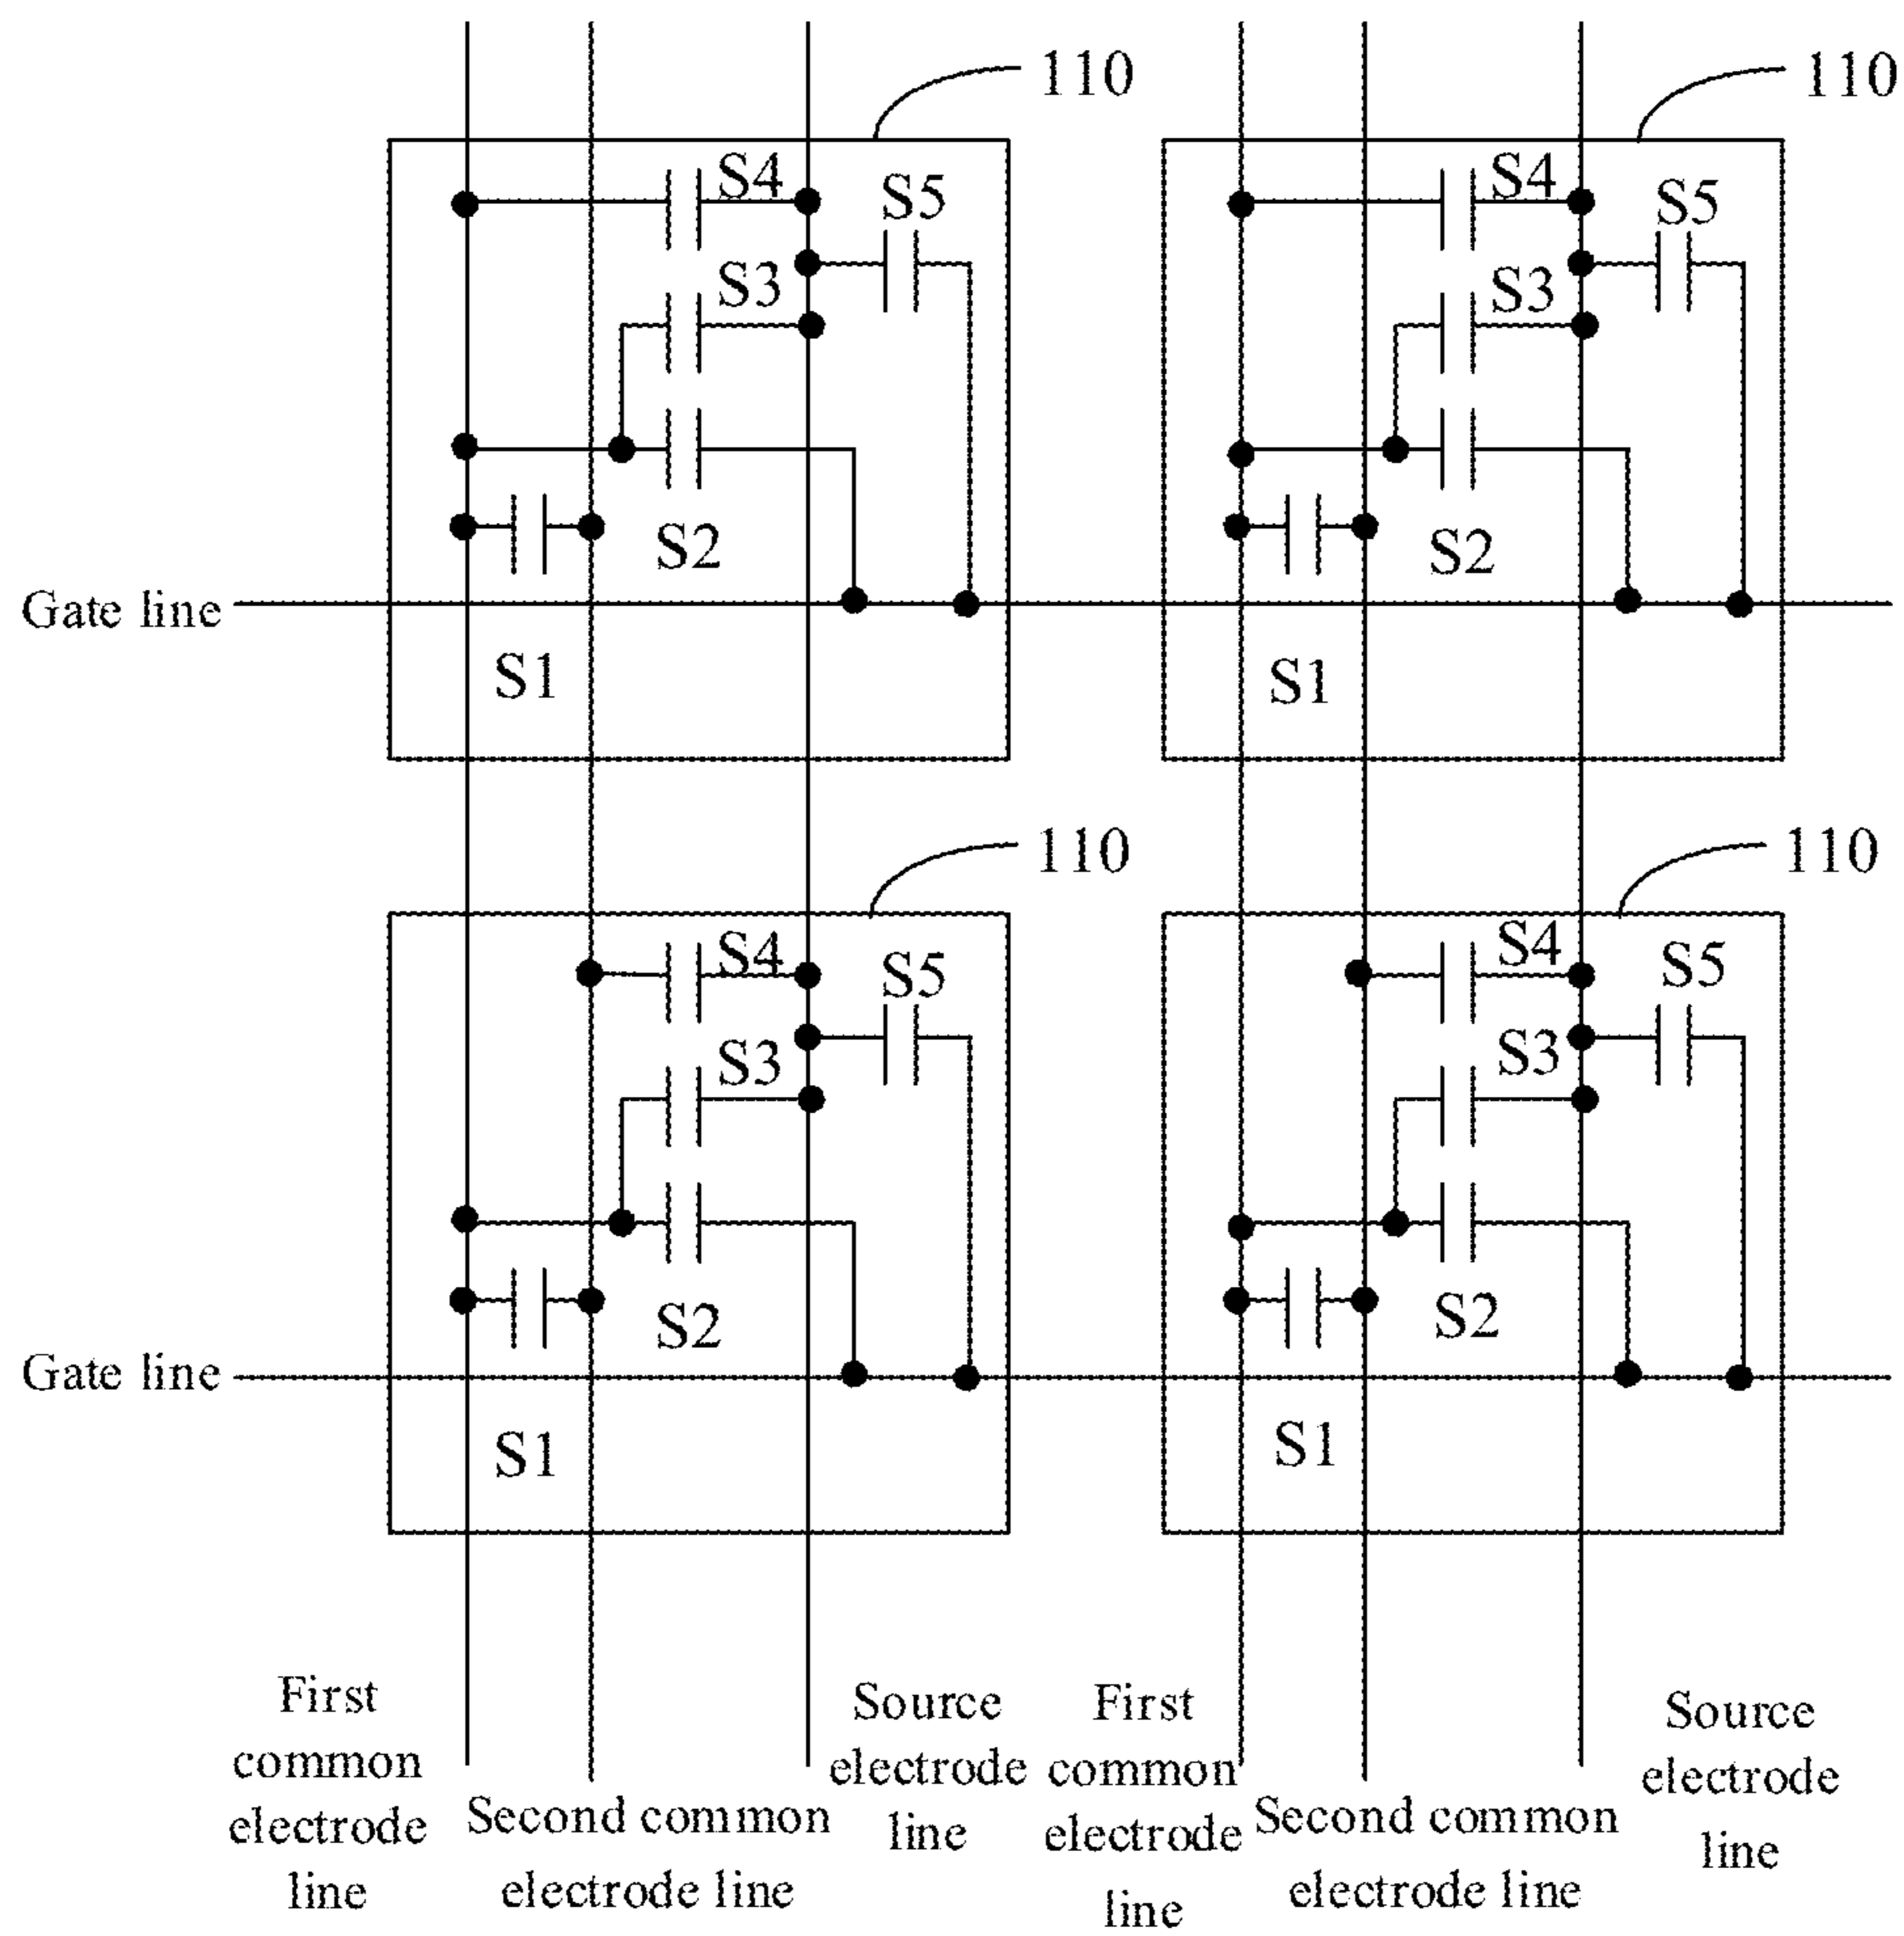 110
110
S4
S5
S4
S5
S3
S3
S2
S2
Gate line
S1
S1
110
110
S4
S5
S4
S5
S3
S3
S2
S2
Gate line
S1
S1
First
common
electrode
line
Second common
electrode line
Source
electrode
line
First
common
electrode
line
Second common
electrode line
Source
electrode
line